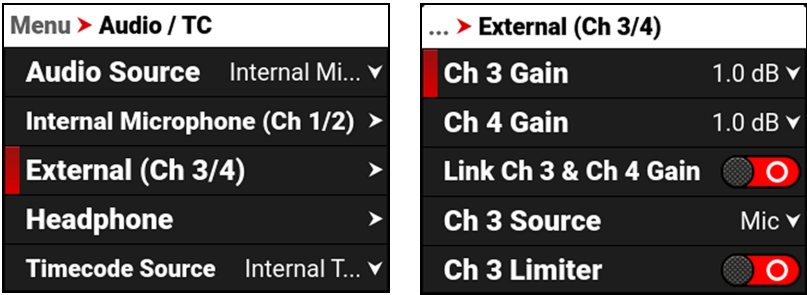 Menu > Audio / TC
Audio Source Internal Mi...
Internal Microphone (Ch 1/2) >
External (Ch 3/4) >
Headphone >
Timecode Source Internal T...
... > External (Ch 3/4)
Ch 3 Gain 1.0 dB
Ch 4 Gain 1.0 dB
Link Ch 3 & Ch 4 Gain
Ch 3 Source Mic
Ch 3 Limiter